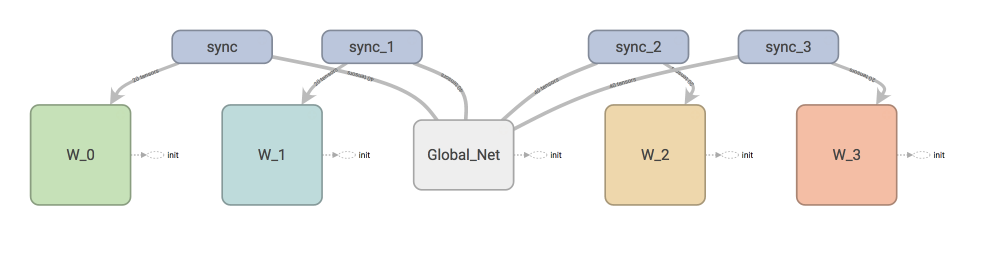 sync
sync_1
sync_2
sync_3
20 tensors
20 tensors
40 tensors
40 tensors
40 tensors
20 tensors
40 tensors
20 tensors
W_0
init
W_1
init
Global_Net
init
W_2
init
W_3
init